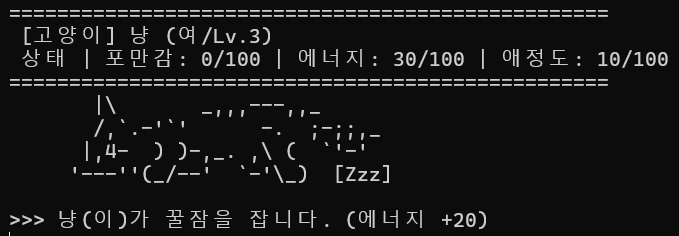 ==================================================
[고양이] 냥 (여/Lv.3)
상태 | 포만감: 0/100 | 에너지: 30/100 | 애정도: 10/100
==================================================
       |\      _,,,---,,_
       /,`.-'`'    -.  ;-;;,_
      |,4-  ) )-,_. ,\ (  `'-'
     '---''(_/--'  `-'\_)  [Zzz]
>>> 냥(이)가 꿀잠을 잡니다. (에너지 +20)